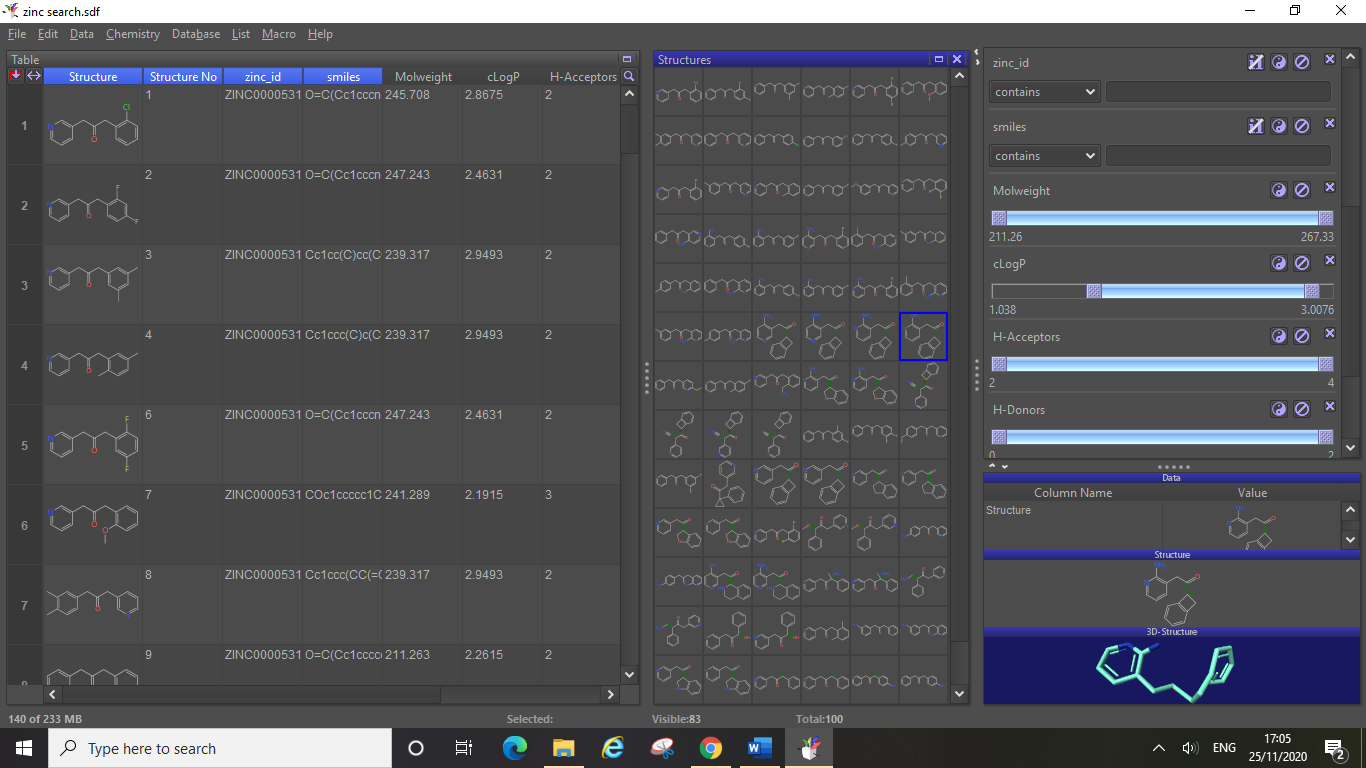 zinc search.sdf
File Edit Data Chemistry Database List Macro Help
Table
Structure Structure No zinc_id smiles Molweight cLogP H-Acceptors
1 1 ZINC0000531 O=C(Cc1cccn 245.708 2.8675 2
Cl
N
O
2 2 ZINC0000531 O=C(Cc1cccn 247.243 2.4631 2
F
N
O
F
3 3 ZINC0000531 Cc1cc(C)cc(C 239.317 2.9493 2
N
O
4 4 ZINC0000531 Cc1ccc(C)c(C 239.317 2.9493 2
N
O
5 6 ZINC0000531 O=C(Cc1cccn 247.243 2.4631 2
F
N
O
F
6 7 ZINC0000531 COc1ccccc1C 241.289 2.1915 3
N
O
O
7 8 ZINC0000531 Cc1ccc(CC(=O 239.317 2.9493 2
O
N
9 ZINC0000531 O=C(Cc1cccc 211.263 2.2615 2
Structures
zinc_id
contains
smiles
contains
Molweight
211.26 267.33
cLogP
1.038 3.0076
H-Acceptors
2 4
H-Donors
0 2
Data
Column Name Value
Structure
Structure
3D-Structure
140 of 233 MB Selected: Visible:83 Total:100
Type here to search
ENG
17:05
25/11/2020
2